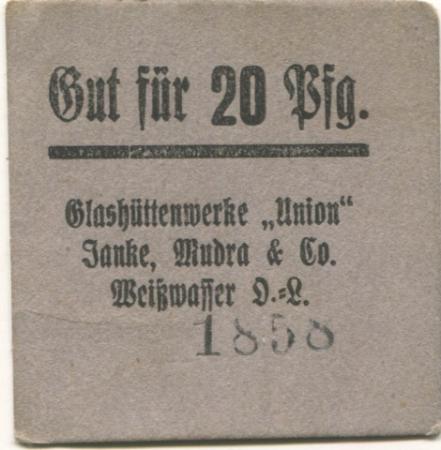 Gut für 20 Pfg.
Glashüttenwerke „Union“
Janke, Mudra & Co.
Weißwasser O.=L.
1858